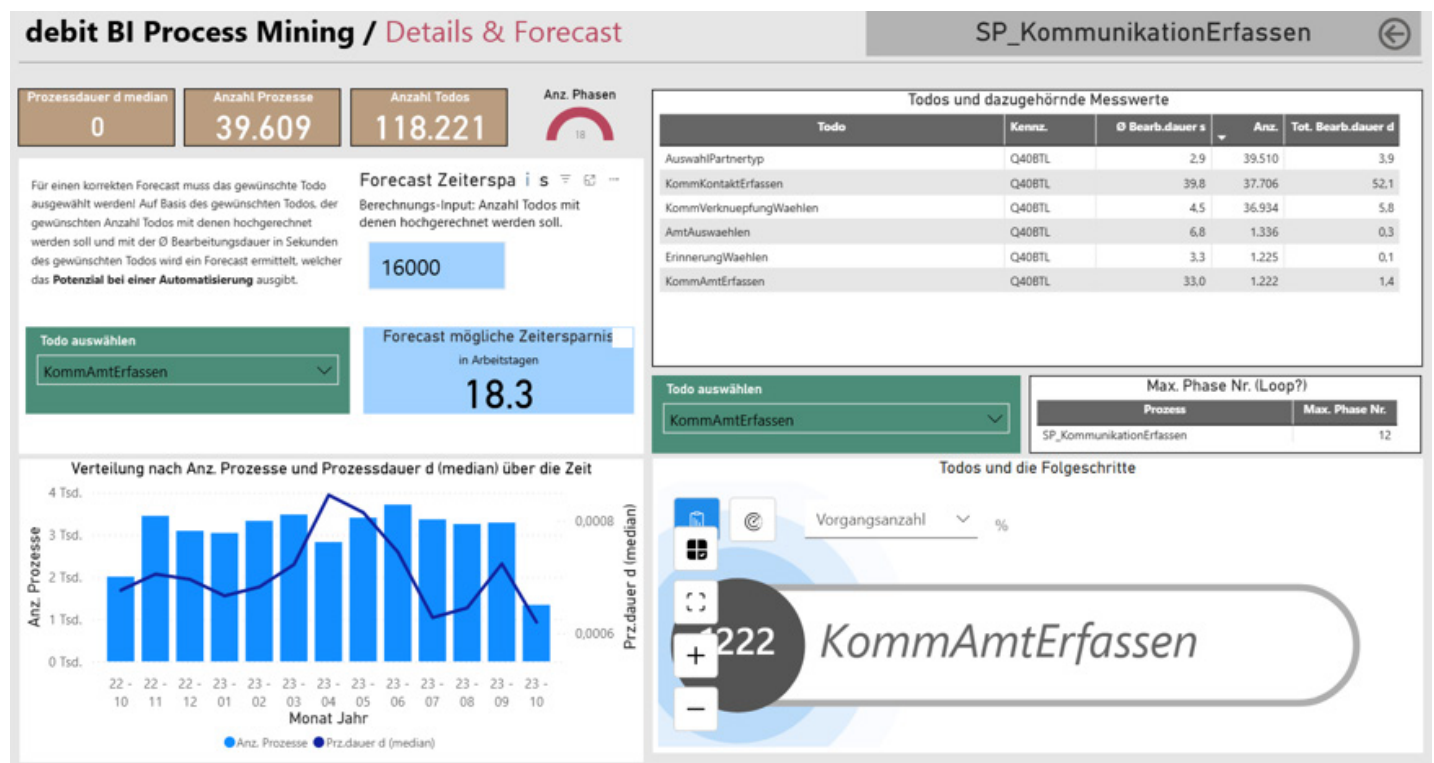 debit BI Process Mining / Details & Forecast
SP_KommunikationErfassen
Prozessdauer d median
0
Anzahl Prozesse
39.609
Anzahl Todos
118.221
Anz. Phasen
18
Für einen korrekten Forecast muss das gewünschte Todo
ausgewählt werden! Auf Basis des gewünschten Todos, der
gewünschten Anzahl Todos mit denen hochgerechnet
werden soll und mit der Ø Bearbeitungsdauer in Sekunden
des gewünschten Todos wird ein Forecast ermittelt, welcher
das Potenzial bei einer Automatisierung ausgibt.
Forecast Zeiterspa i s
Berechnungs-Input: Anzahl Todos mit
denen hochgerechnet werden soll.
16000
Todo auswählen
KommAmtErfassen
Forecast mögliche Zeitersparnis
in Arbeitstagen
18.3
Todos und dazugehörnde Messwerte
Todo Kennz. Ø Bearb.dauer s Anz. Tot. Bearb.dauer d
AuswahlPartnertyp Q40BTL 2,9 39.510 3,9
KommKontaktErfassen Q40BTL 39,8 37.706 52,1
KommVerknuepfungWaehlen Q40BTL 4,5 36.934 5,8
AmtAuswaehlen Q40BTL 6,8 1.336 0,3
ErinnerungWaehlen Q40BTL 3,3 1.225 0,1
KommAmtErfassen Q40BTL 33,0 1.222 1,4
Todo auswählen
KommAmtErfassen
Max. Phase Nr. (Loop?)
Prozess Max. Phase Nr.
SP_KommunikationErfassen 12
Verteilung nach Anz. Prozesse und Prozessdauer d (median) über die Zeit
Anz. Prozesse
4 Tsd.
3 Tsd.
2 Tsd.
1 Tsd.
0 Tsd.
0,0008
0,0006
Prz.dauer d (median)
22 - 22 - 22 - 23 - 23 - 23 - 23 - 23 - 23 - 23 - 23 - 23 - 23 -
10 11 12 01 02 03 04 05 06 07 08 09 10
Monat Jahr
Anz. Prozesse Prz.dauer d (median)
Todos und die Folgeschritte
Vorgangsanzahl %
1222 KommAmtErfassen